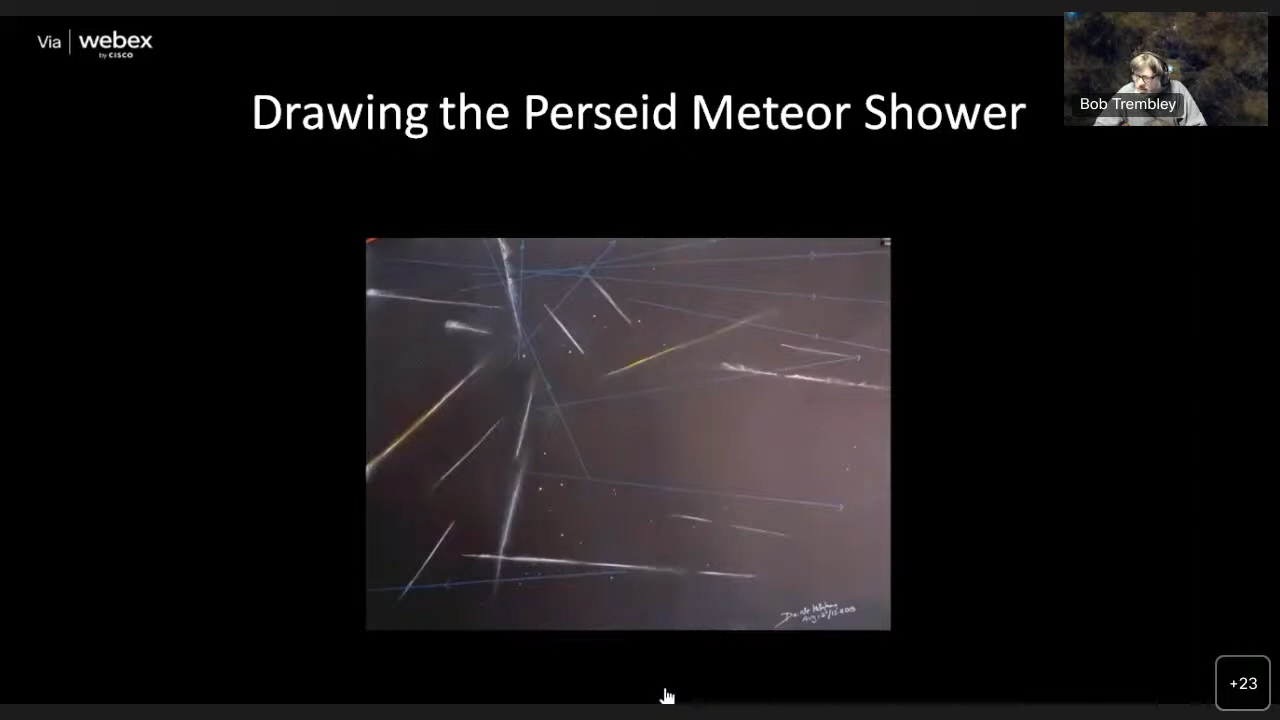 Via | webex
by CISCO
Drawing the Perseid Meteor Shower
Bob Trembley
+23